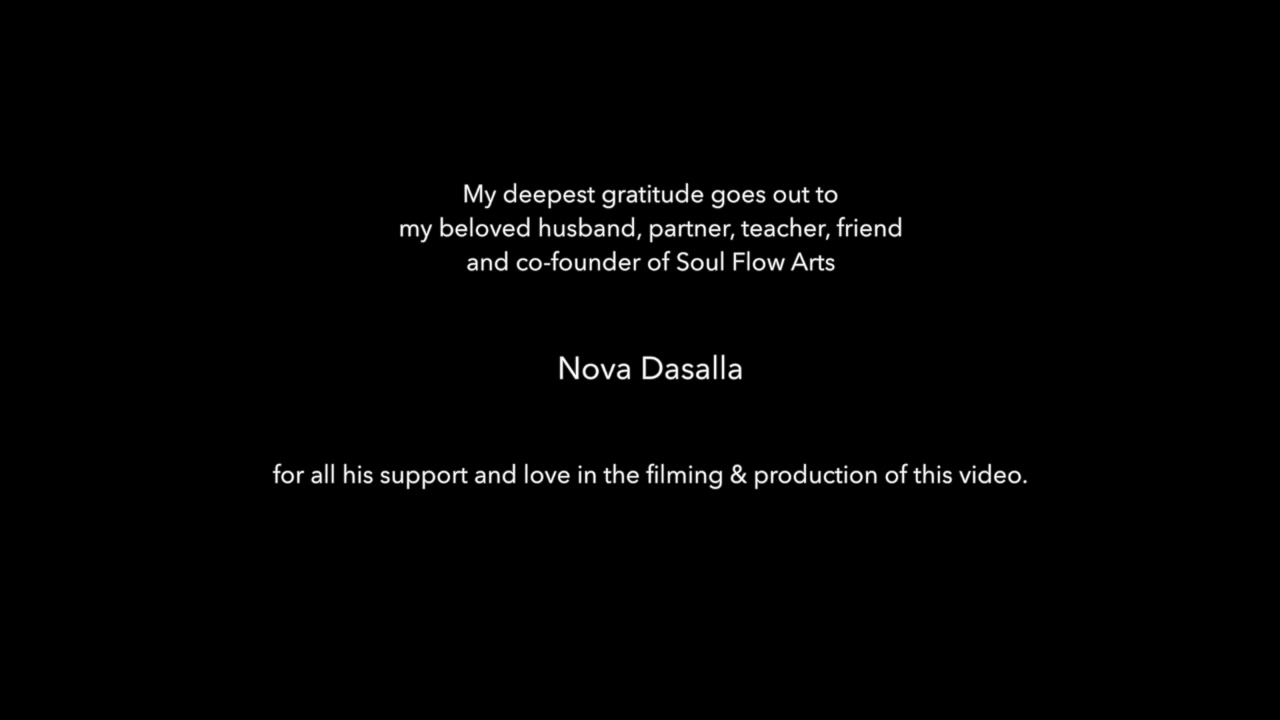 My deepest gratitude goes out to
my beloved husband, partner, teacher, friend
and co-founder of Soul Flow Arts
Nova Dasalla
for all his support and love in the filming & production of this video.